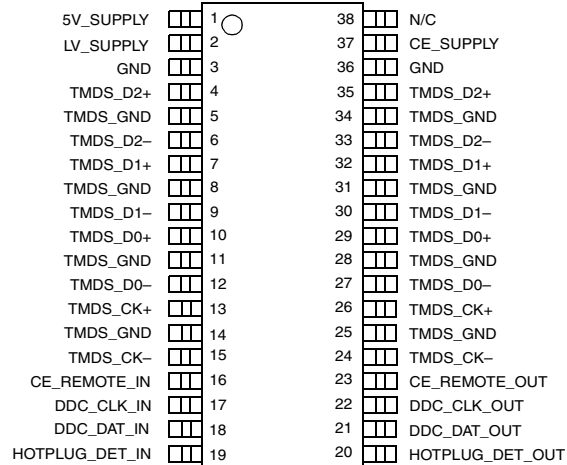 5V_SUPPLY 1 38 N/C
LV_SUPPLY 2 37 CE_SUPPLY
GND 3 36 GND
TMDS_D2+ 4 35 TMDS_D2+
TMDS_GND 5 34 TMDS_GND
TMDS_D2– 6 33 TMDS_D2–
TMDS_D1+ 7 32 TMDS_D1+
TMDS_GND 8 31 TMDS_GND
TMDS_D1– 9 30 TMDS_D1–
TMDS_D0+ 10 29 TMDS_D0+
TMDS_GND 11 28 TMDS_GND
TMDS_D0– 12 27 TMDS_D0–
TMDS_CK+ 13 26 TMDS_CK+
TMDS_GND 14 25 TMDS_GND
TMDS_CK– 15 24 TMDS_CK–
CE_REMOTE_IN 16 23 CE_REMOTE_OUT
DDC_CLK_IN 17 22 DDC_CLK_OUT
DDC_DAT_IN 18 21 DDC_DAT_OUT
HOTPLUG_DET_IN 19 20 HOTPLUG_DET_OUT